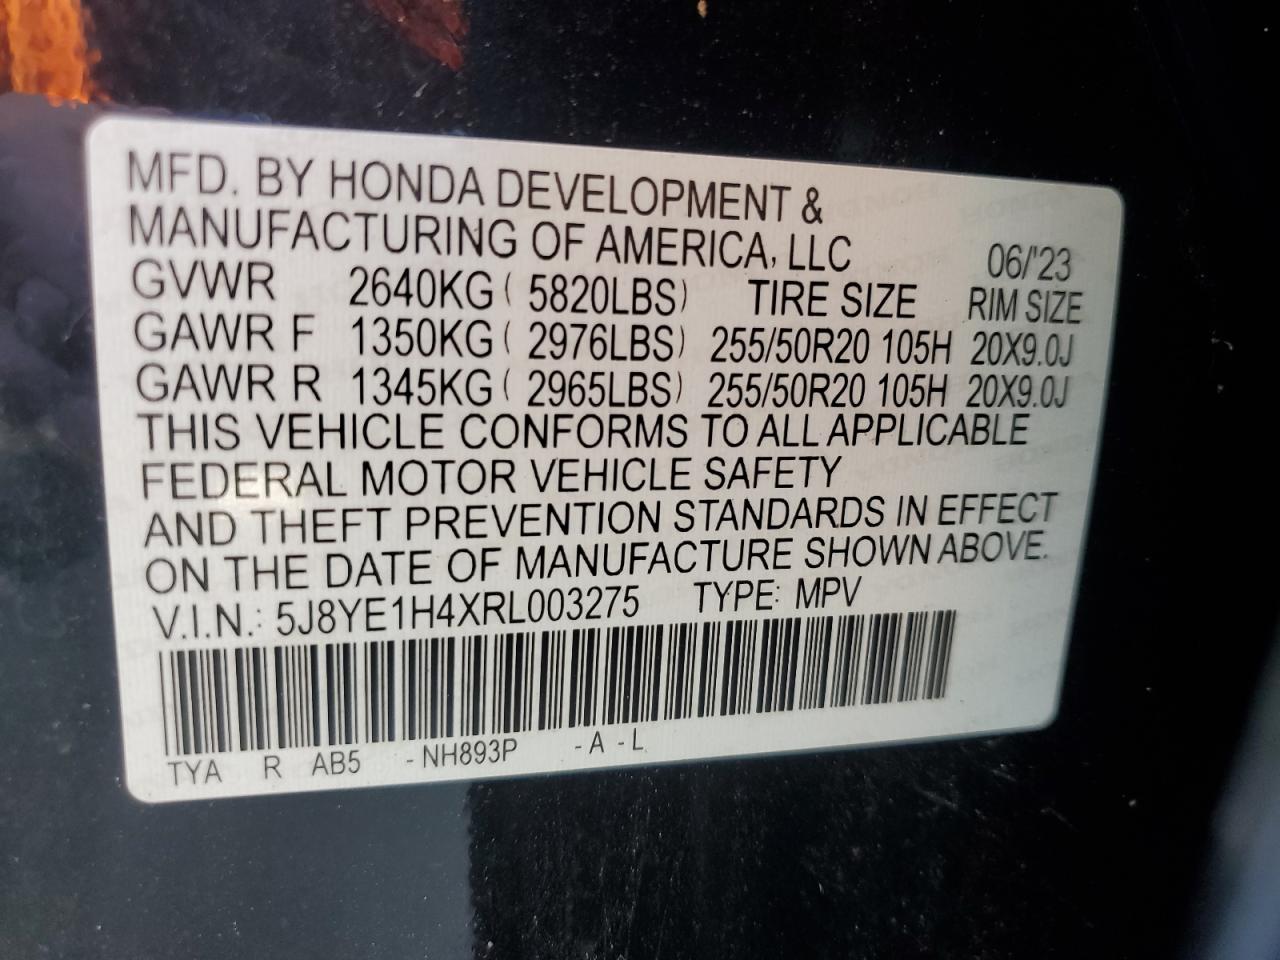 MFD. BY HONDA DEVELOPMENT &
MANUFACTURING OF AMERICA, LLC 06/'23
GVWR 2640KG ( 5820LBS) TIRE SIZE RIM SIZE
GAWR F 1350KG ( 2976LBS) 255/50R20 105H 20X9.0J
GAWR R 1345KG ( 2965LBS) 255/50R20 105H 20X9.0J
THIS VEHICLE CONFORMS TO ALL APPLICABLE
FEDERAL MOTOR VEHICLE SAFETY
AND THEFT PREVENTION STANDARDS IN EFFECT
ON THE DATE OF MANUFACTURE SHOWN ABOVE.
V.I.N.: 5J8YE1H4XRL003275 TYPE: MPV
TYA R AB5 -NH893P -A -L